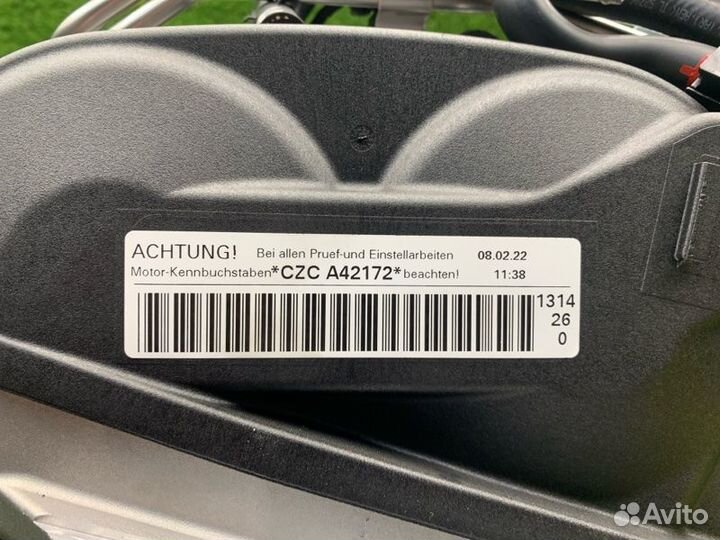 ACHTUNG! Bei allen Pruef-und Einstellarbeiten 08.02.22
Motor-Kennbuchstaben *CZC A42172* beachten! 11:38
1314
26
0
Avito